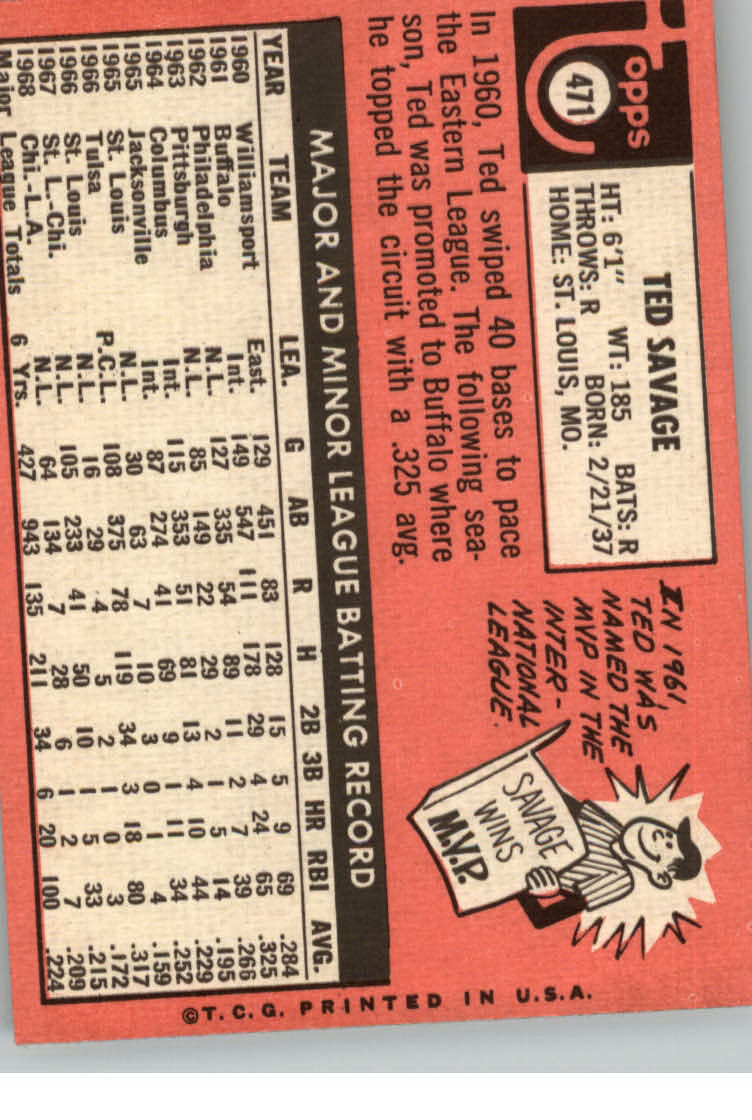 Topps
471
TED SAVAGE
HT: 6'1" WT: 185 BATS: R
THROWS: R BORN: 2/21/37
HOME: ST. LOUIS, MO.
In 1960, Ted swiped 40 bases to pace
the Eastern League. The following sea-
son, Ted was promoted to Buffalo where
he topped the circuit with a .325 avg.
IN 1961
TED WAS
NAMED THE
MVP IN THE
INTER-
NATIONAL
LEAGUE.
SAVAGE
WINS
M.V.P.
MAJOR AND MINOR LEAGUE BATTING RECORD
YEAR TEAM LEA. G AB R H 2B 3B HR RBI AVG.
1960 Williamsport East. 129 451 83 128 15 5 9 69 .284
1961 Buffalo Int. 149 547 111 178 29 4 24 65 .325
1962 Philadelphia N.L. 127 335 54 89 11 2 7 39 .266
1963 Pittsburgh N.L. 85 149 22 29 2 1 5 14 .195
1964 Columbus Int. 115 353 51 81 13 4 10 44 .229
1965 Jacksonville Int. 87 274 41 69 9 1 11 34 .252
1965 St. Louis N.L. 30 63 7 10 3 0 1 4 .159
1966 Tulsa P.C.L. 108 375 78 119 34 3 18 80 .317
1966 St. Louis N.L. 16 29 4 5 2 1 0 3 .172
1967 St. L.-Chi. N.L. 105 233 41 50 10 1 5 33 .215
1968 Chi.-L.A. N.L. 64 134 7 28 6 1 2 7 .209
Major League Totals 6 Yrs. 427 943 135 211 34 6 20 100 .224
©T.C.G. PRINTED IN U.S.A.